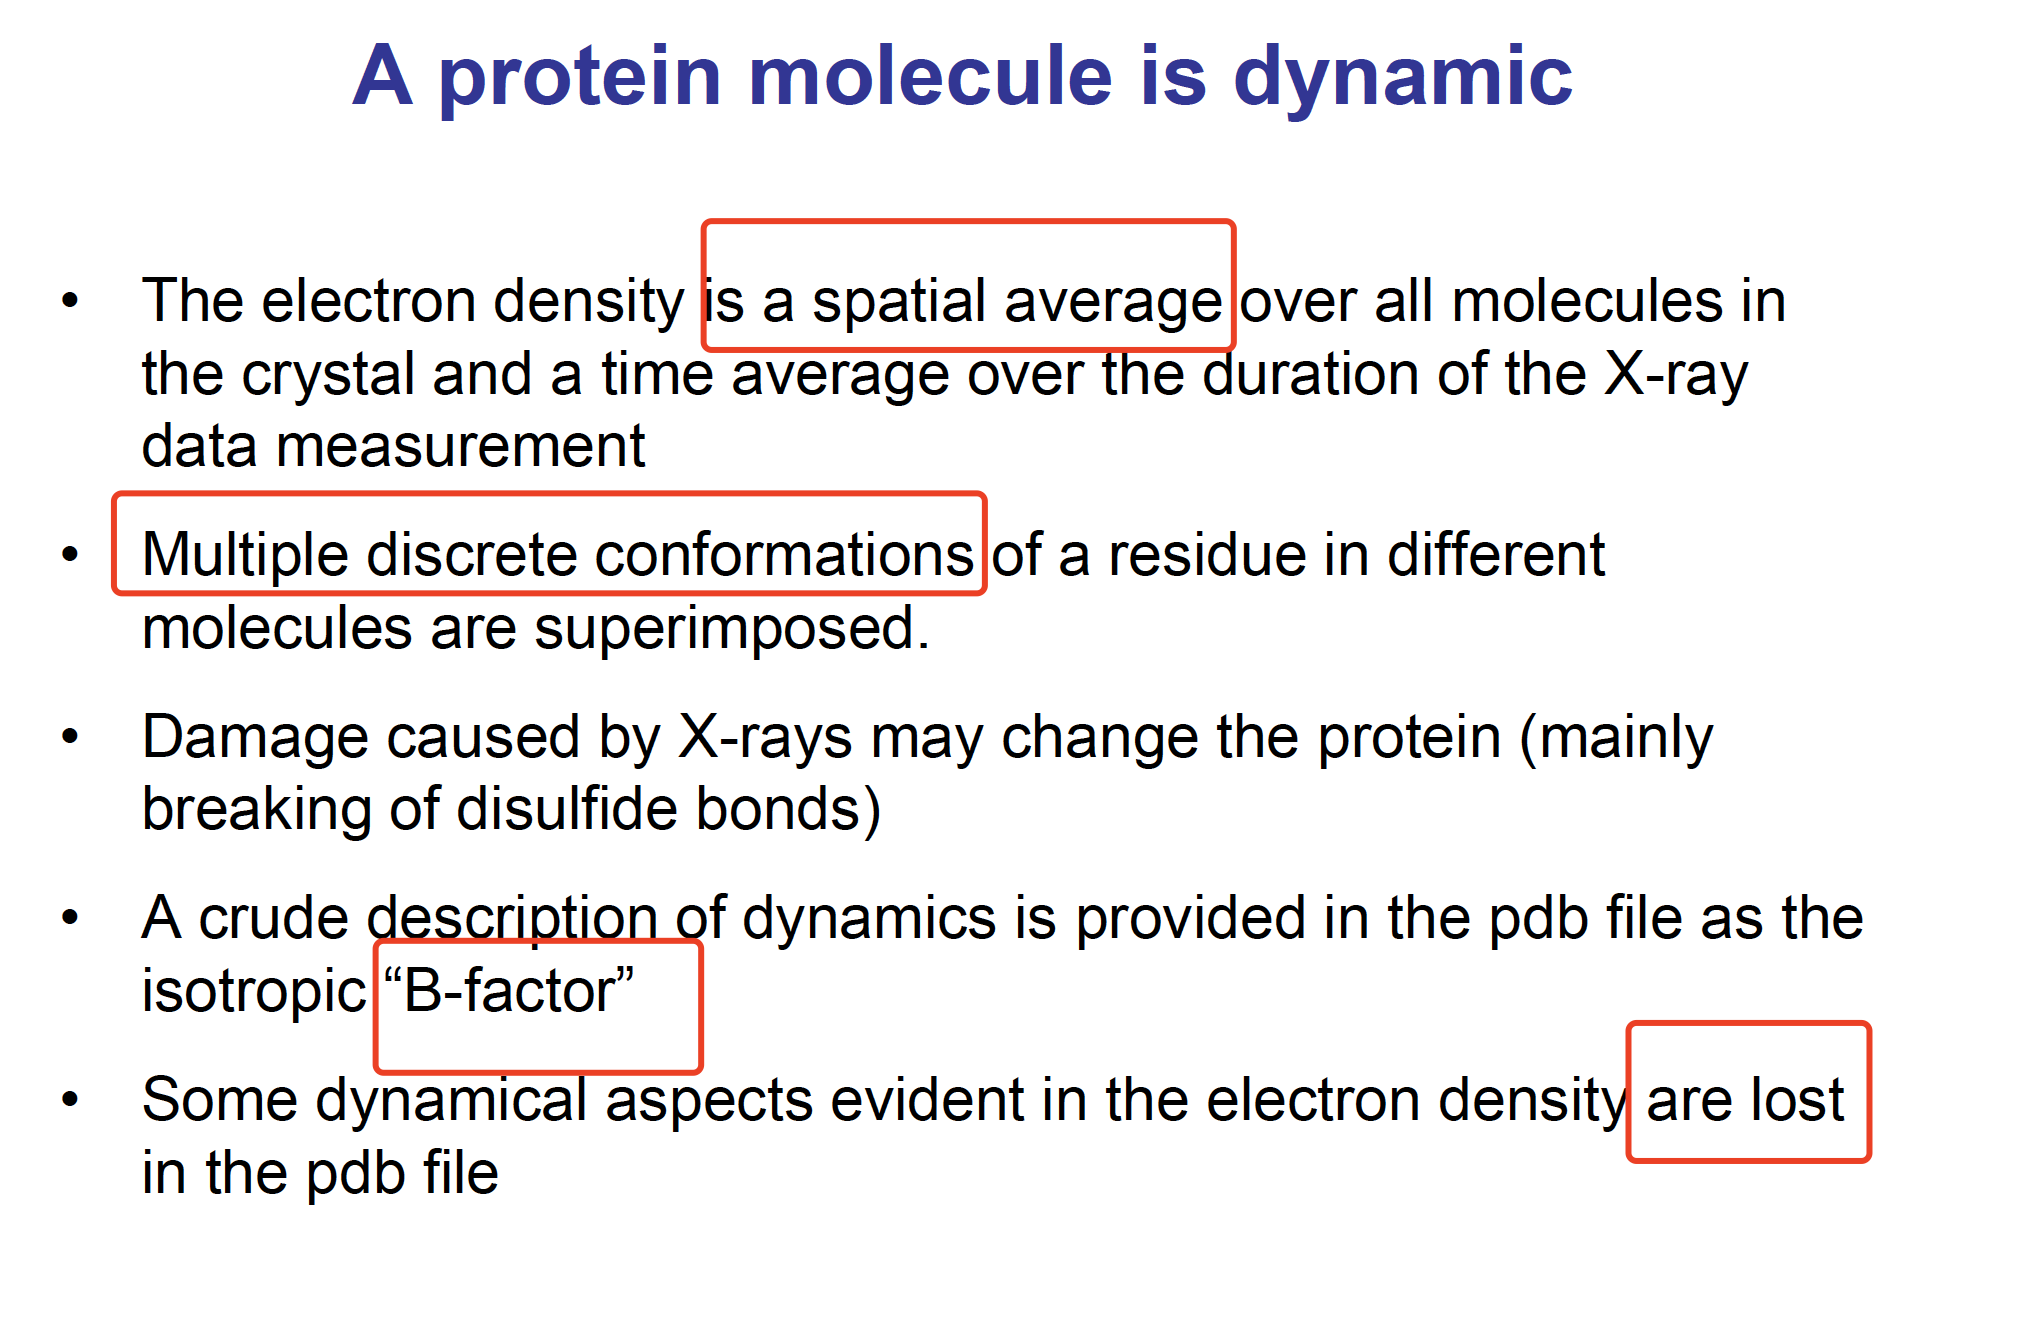 A protein molecule is dynamic
• The electron density is a spatial average over all molecules in
the crystal and a time average over the duration of the X-ray
data measurement
• Multiple discrete conformations of a residue in different
molecules are superimposed.
• Damage caused by X-rays may change the protein (mainly
breaking of disulfide bonds)
• A crude description of dynamics is provided in the pdb file as the
isotropic “B-factor”
• Some dynamical aspects evident in the electron density are lost
in the pdb file